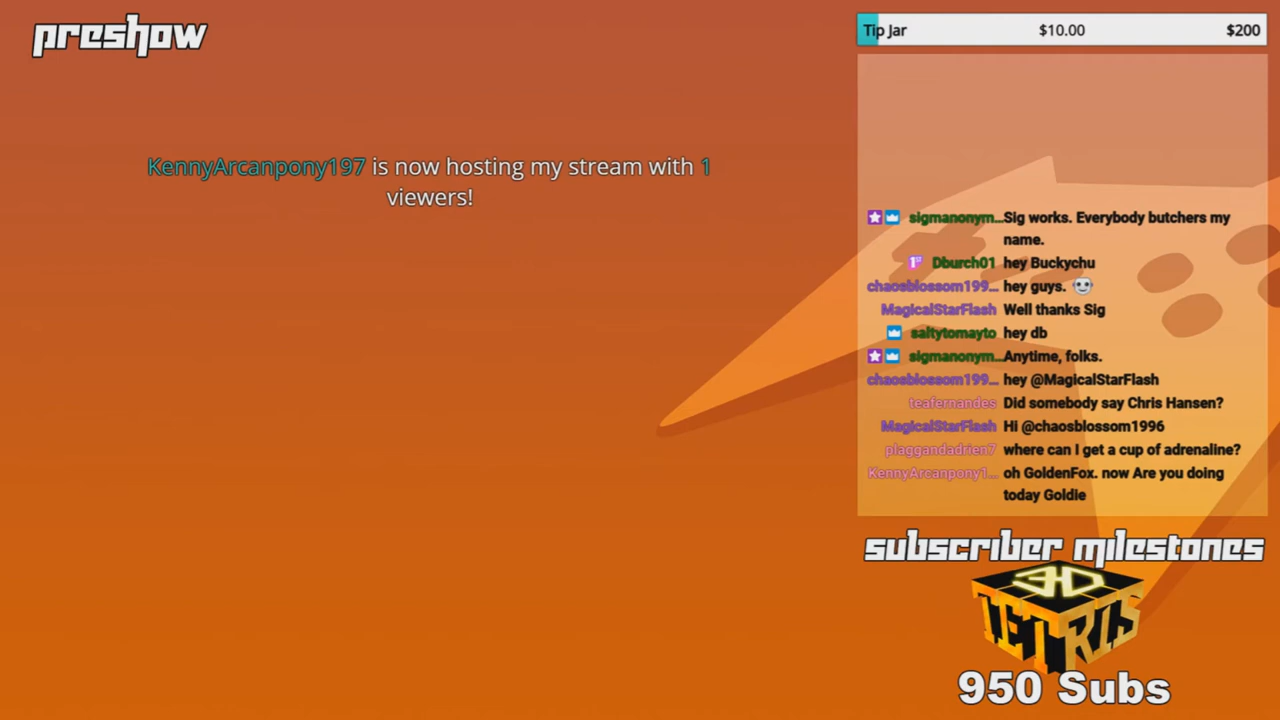 preshow
Tip Jar $10.00 $200
KennyArcanpony197 is now hosting my stream with 1
viewers!
sigmanonym... Sig works. Everybody butchers my
name.
Dburch01 hey Buckychu
chaosblossom199... hey guys.
MagicalStarFlash Well thanks Sig
saltytomayto hey db
sigmanonym... Anytime, folks.
chaosblossom199... hey @MagicalStarFlash
teafernandes Did somebody say Chris Hansen?
MagicalStarFlash Hi @chaosblossom1996
plaggandadrien7 where can I get a cup of adrenaline?
KennyArcanpony1... oh GoldenFox. now Are you doing
today Goldie
subscriber milestones
3D
TETRIS
950 Subs